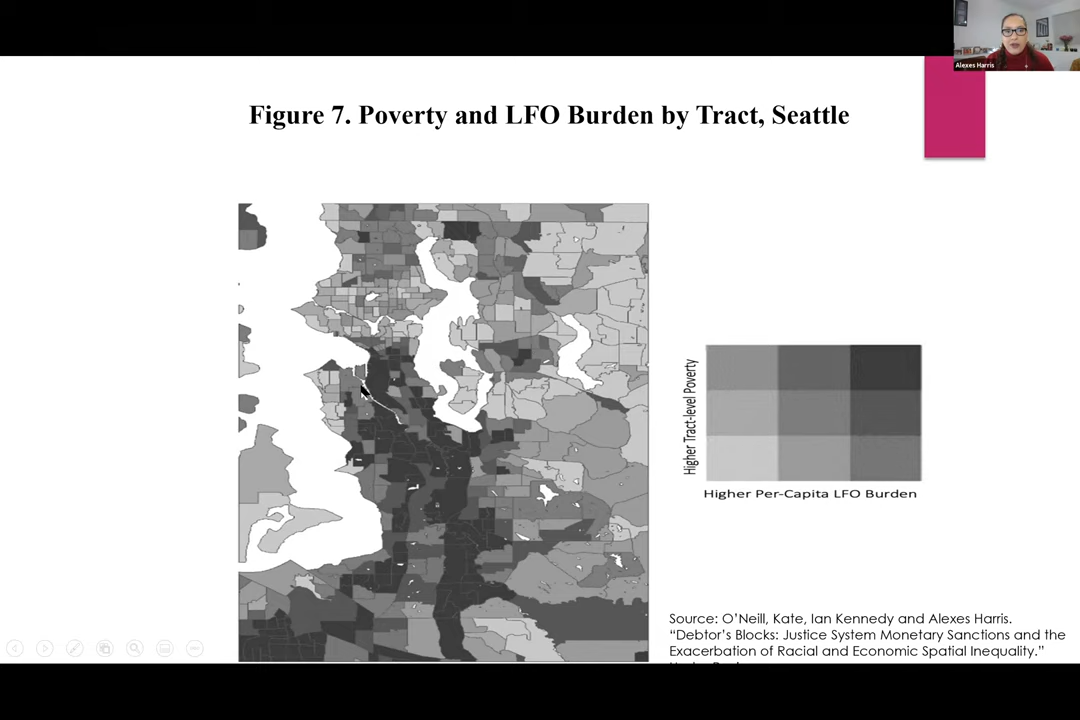 Alexes Harris
Figure 7. Poverty and LFO Burden by Tract, Seattle
Higher Tract-level Poverty
Higher Per-Capita LFO Burden
Source: O’Neill, Kate, Ian Kennedy and Alexes Harris.
“Debtor’s Blocks: Justice System Monetary Sanctions and the
Exacerbation of Racial and Economic Spatial Inequality.”